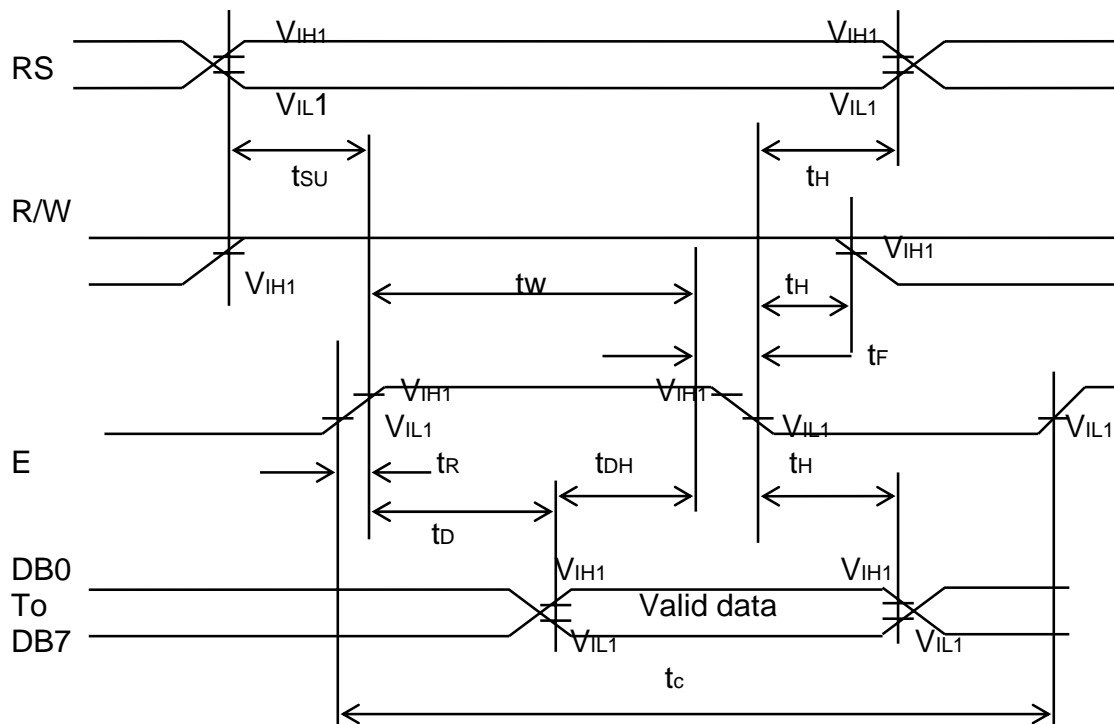 VIH1 VIH1
RS
VIL1 VIL1
tSU tH
R/W
VIH1
VIH1
tW tH
tF
VIH1 VIH1
VIL1 VIL1 VIL1
E
tR tDH tH
tD
DB0 VIH1 VIH1
To Valid data
DB7 VIL1 VIL1
tc